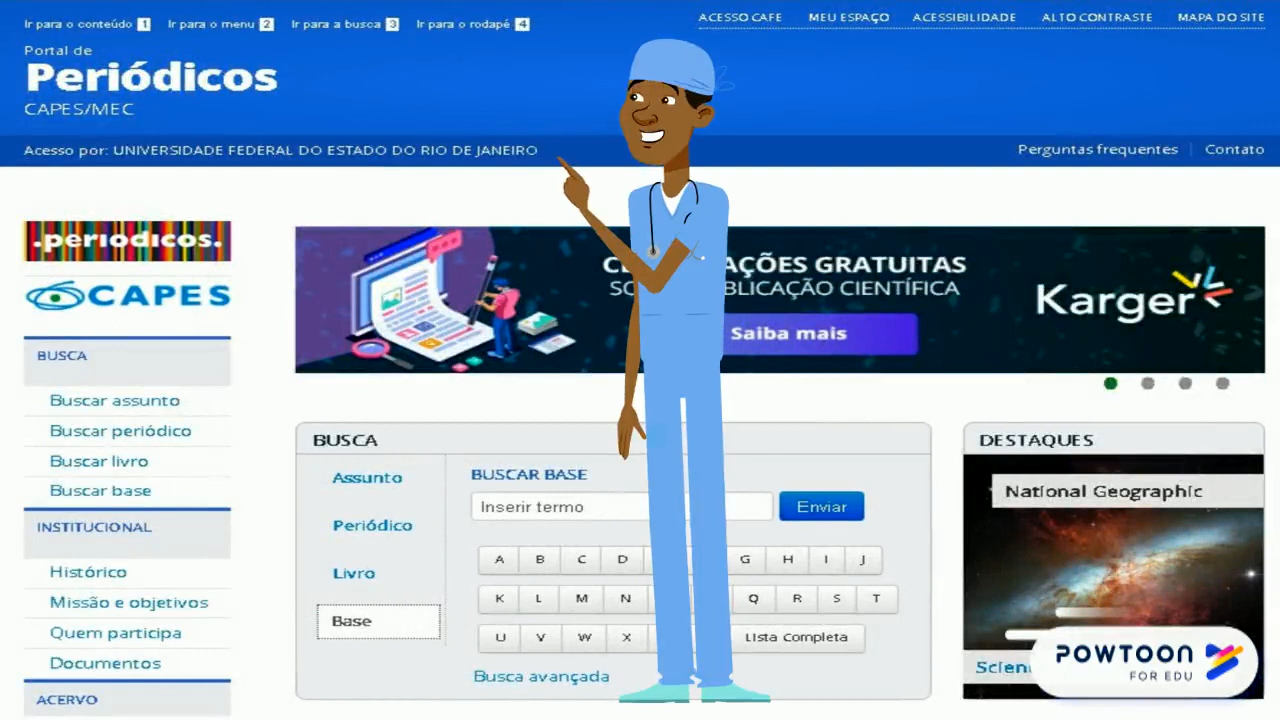 Ir para o conteúdo 1 Ir para o menu 2 Ir para a busca 3 Ir para o rodapé 4
ACESSO CAFE MEU ESPAÇO ACESSIBILIDADE ALTO CONTRASTE MAPA DO SITE
Portal de
Periódicos
CAPES/MEC
Acesso por: UNIVERSIDADE FEDERAL DO ESTADO DO RIO DE JANEIRO
Perguntas frequentes Contato
.periodicos.
CAPES
BUSCA
Buscar assunto
Buscar periódico
Buscar livro
Buscar base
INSTITUCIONAL
Histórico
Missão e objetivos
Quem participa
Documentos
ACERVO
AÇÕES GRATUITAS
BLICAÇÃO CIENTÍFICA
Saiba mais
Karger
BUSCA
Assunto
Periódico
Livro
Base
BUSCAR BASE
Inserir termo Enviar
A B C D G H I J
K L M N Q R S T
U V W X Lista Completa
Busca avançada
DESTAQUES
National Geographic
Scien
POWTOON
FOR EDU